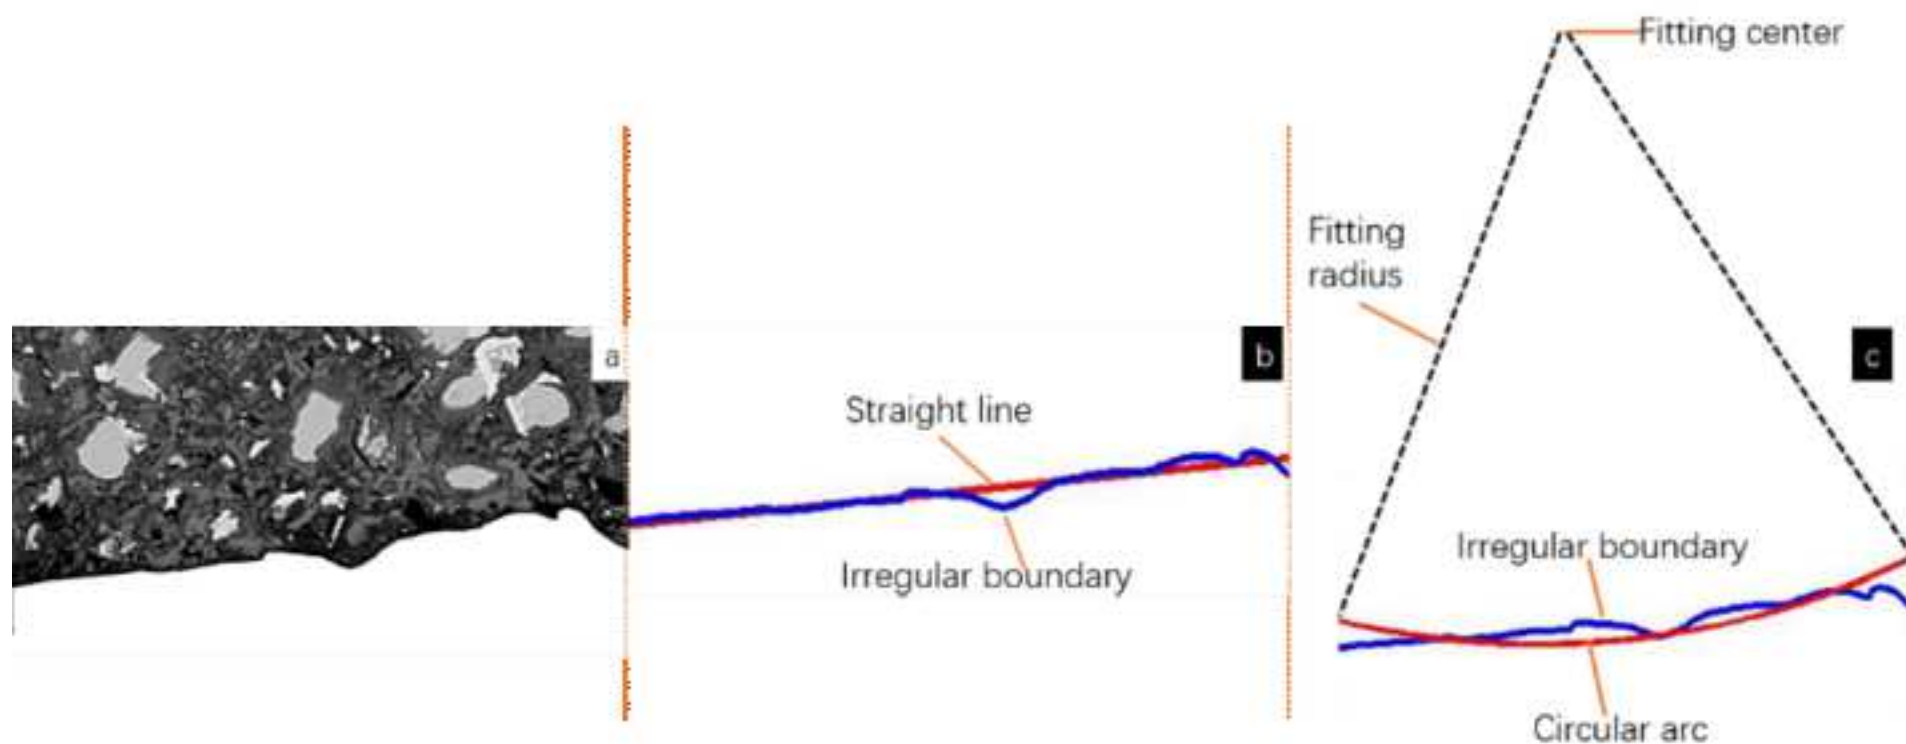 Fitting center
Fitting
radius
a
b
c
Straight line
Irregular boundary
Irregular boundary
Circular arc